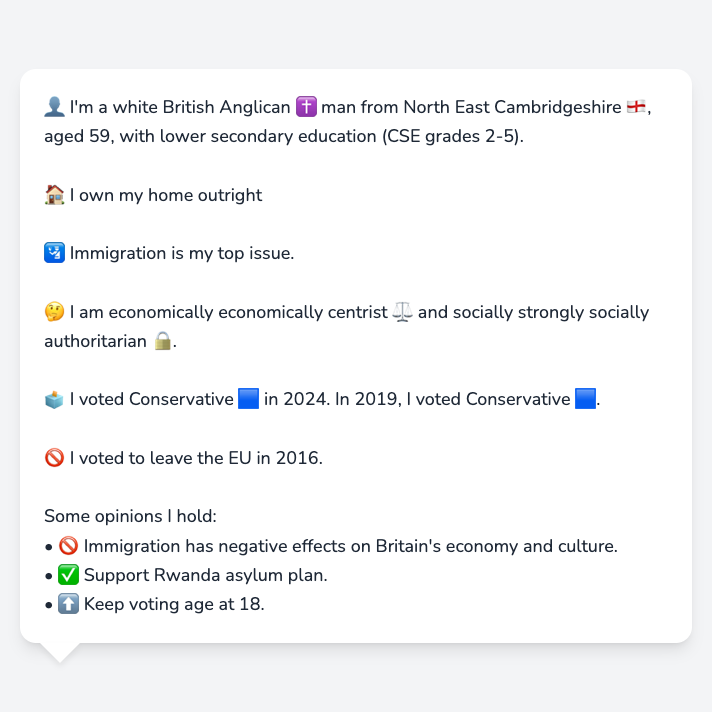 👤 I'm a white British Anglican ✝️ man from North East Cambridgeshire 🏴󠁧󠁢󠁥󠁮󠁧󠁿,
aged 59, with lower secondary education (CSE grades 2-5).
🏠 I own my home outright
🛂 Immigration is my top issue.
🤔 I am economically economically centrist ⚖️ and socially strongly socially
authoritarian 🔒.
🗳️ I voted Conservative 🟦 in 2024. In 2019, I voted Conservative 🟦.
🚫 I voted to leave the EU in 2016.
Some opinions I hold:
• 🚫 Immigration has negative effects on Britain's economy and culture.
• ✅ Support Rwanda asylum plan.
• ⬆️ Keep voting age at 18.